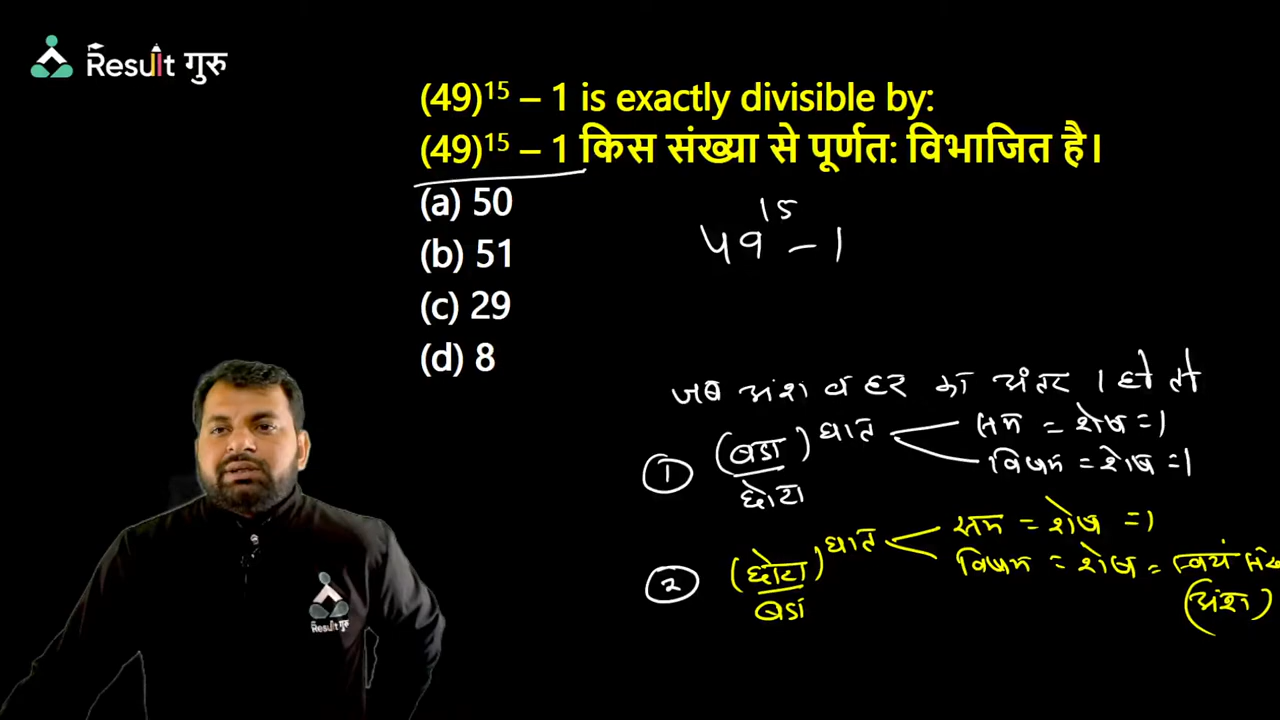 Result गुरु
(49)¹⁵ – 1 is exactly divisible by:
(49)¹⁵ – 1 किस संख्या से पूर्णत: विभाजित है।
(a) 50
(b) 51
(c) 29
(d) 8
49¹⁵ – 1
जब अंश व हर का अंतर 1 हो तो
① (बडा/छोटा)घात
सम = शेष = 1
विषम = शेष = 1
② (छोटा/बडा)घात
सम = शेष = 1
विषम = शेष = स्वयं
(अंश)
Result गुरु